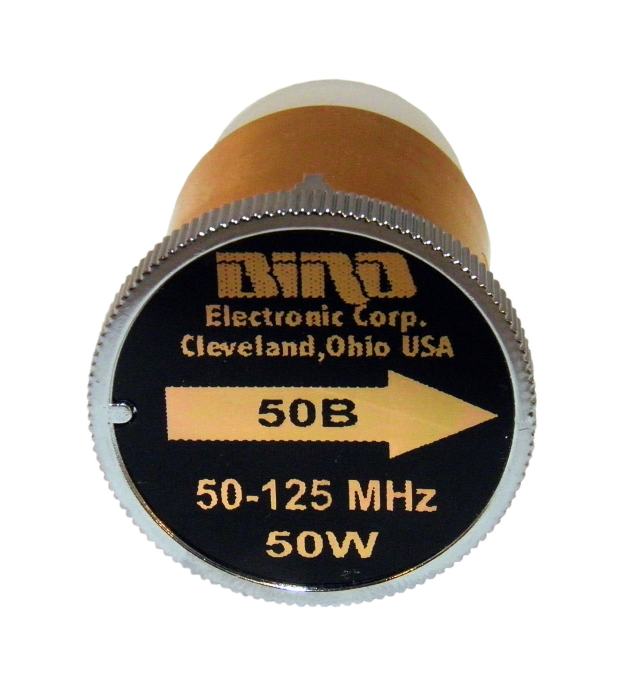 BIRD
Electronic Corp.
Cleveland,Ohio USA
50B
50-125 MHz
50W